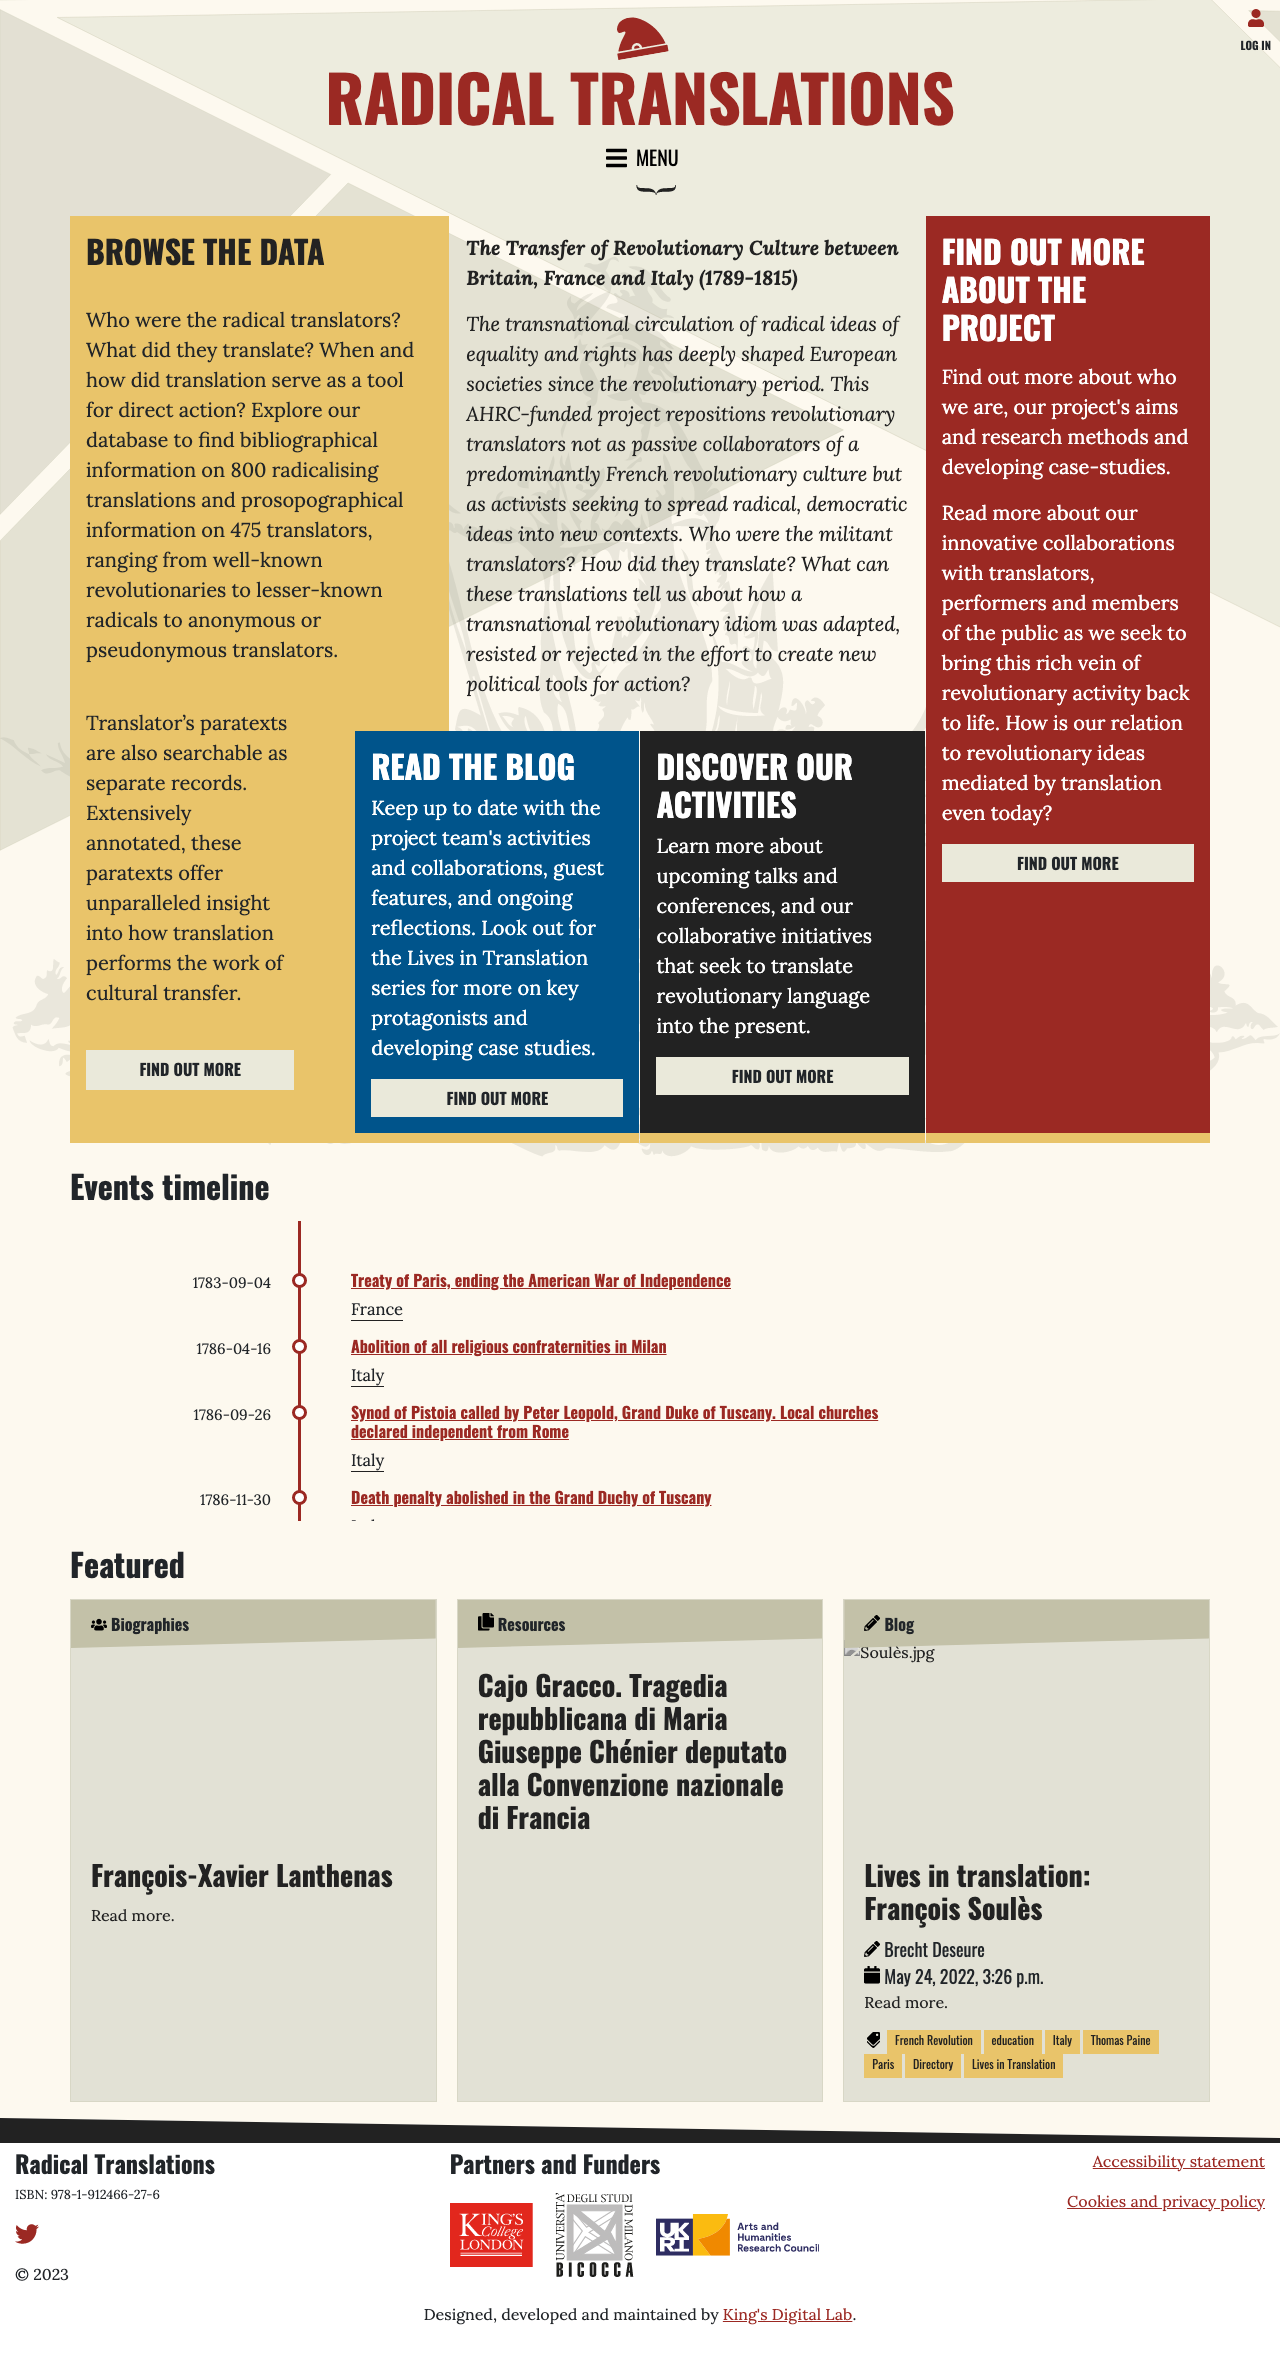 LOG IN
RADICAL TRANSLATIONS
MENU
BROWSE THE DATA
Who were the radical translators?
What did they translate? When and
how did translation serve as a tool
for direct action? Explore our
database to find bibliographical
information on 800 radicalising
translations and prosopographical
information on 475 translators,
ranging from well-known
revolutionaries to lesser-known
radicals to anonymous or
pseudonymous translators.
Translator’s paratexts
are also searchable as
separate records.
Extensively
annotated, these
paratexts offer
unparalleled insight
into how translation
performs the work of
cultural transfer.
FIND OUT MORE
The Transfer of Revolutionary Culture between
Britain, France and Italy (1789-1815)
The transnational circulation of radical ideas of
equality and rights has deeply shaped European
societies since the revolutionary period. This
AHRC-funded project repositions revolutionary
translators not as passive collaborators of a
predominantly French revolutionary culture but
as activists seeking to spread radical, democratic
ideas into new contexts. Who were the militant
translators? How did they translate? What can
these translations tell us about how a
transnational revolutionary idiom was adapted,
resisted or rejected in the effort to create new
political tools for action?
FIND OUT MORE
ABOUT THE
PROJECT
Find out more about who
we are, our project's aims
and research methods and
developing case-studies.
Read more about our
innovative collaborations
with translators,
performers and members
of the public as we seek to
bring this rich vein of
revolutionary activity back
to life. How is our relation
to revolutionary ideas
mediated by translation
even today?
FIND OUT MORE
READ THE BLOG
Keep up to date with the
project team's activities
and collaborations, guest
features, and ongoing
reflections. Look out for
the Lives in Translation
series for more on key
protagonists and
developing case studies.
FIND OUT MORE
DISCOVER OUR
ACTIVITIES
Learn more about
upcoming talks and
conferences, and our
collaborative initiatives
that seek to translate
revolutionary language
into the present.
FIND OUT MORE
Events timeline
1783-09-04
Treaty of Paris, ending the American War of Independence
France
1786-04-16
Abolition of all religious confraternities in Milan
Italy
1786-09-26
Synod of Pistoia called by Peter Leopold, Grand Duke of Tuscany. Local churches
declared independent from Rome
Italy
1786-11-30
Death penalty abolished in the Grand Duchy of Tuscany
Featured
Biographies
François-Xavier Lanthenas
Read more.
Resources
Cajo Gracco. Tragedia
repubblicana di Maria
Giuseppe Chénier deputato
alla Convenzione nazionale
di Francia
Blog
Soulès.jpg
Lives in translation:
François Soulès
Brecht Deseure
May 24, 2022, 3:26 p.m.
Read more.
French Revolution education Italy Thomas Paine
Paris Directory Lives in Translation
Radical Translations
ISBN: 978-1-912466-27-6
© 2023
Partners and Funders
KING'S
College
LONDON
UNIVERSITA'
DEGLI STUDI
DI MILANO
BICOCCA
UKRI
Arts and
Humanities
Research Council
Accessibility statement
Cookies and privacy policy
Designed, developed and maintained by King's Digital Lab.